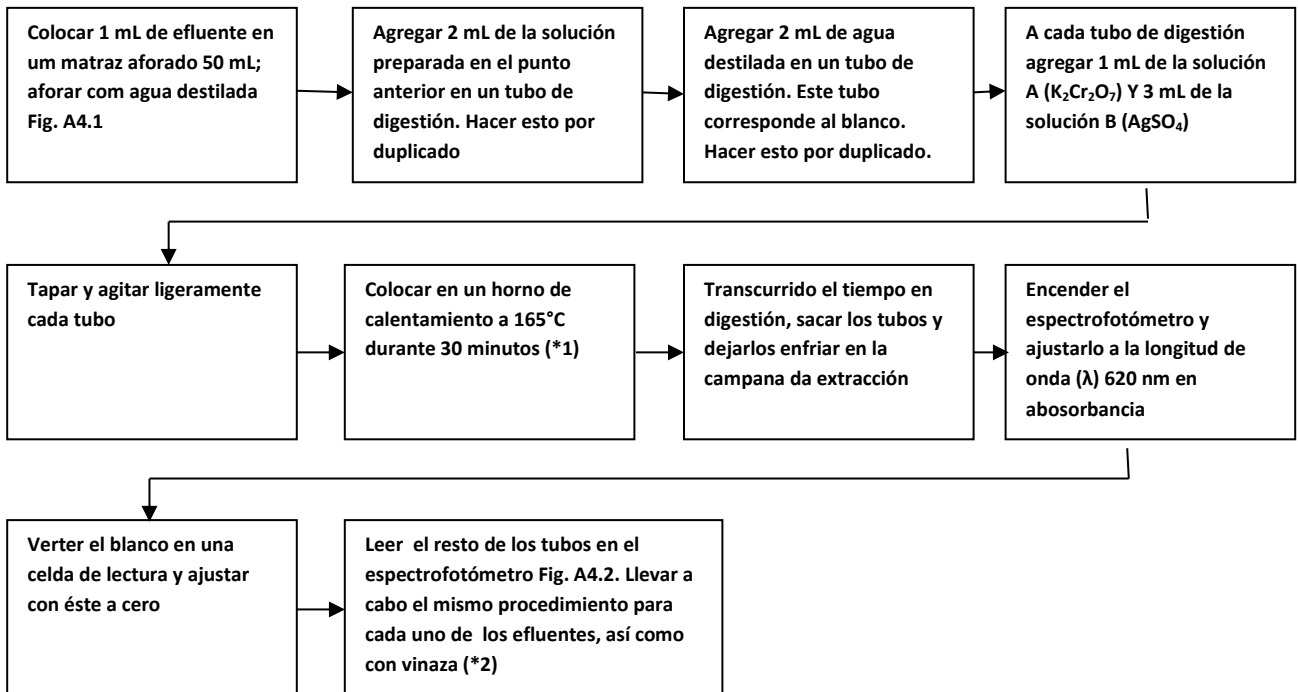 Colocar 1 mL de efluente en
um matraz aforado 50 mL;
aforar com agua destilada
Fig. A4.1
Agregar 2 mL de la solución
preparada en el punto
anterior en un tubo de
digestión. Hacer esto por
duplicado
Agregar 2 mL de agua
destilada en un tubo de
digestión. Este tubo
corresponde al blanco.
Hacer esto por duplicado.
A cada tubo de digestión
agregar 1 mL de la solución
A (K₂Cr₂O₇) Y 3 mL de la
solución B (AgSO₄)
Tapar y agitar ligeramente
cada tubo
Colocar en un horno de
calentamiento a 165°C
durante 30 minutos (*1)
Transcurrido el tiempo en
digestión, sacar los tubos y
dejarlos enfriar en la
campana da extracción
Encender el
espectrofotómetro y
ajustarlo a la longitud de
onda (λ) 620 nm en
abosorbancia
Verter el blanco en una
celda de lectura y ajustar
con éste a cero
Leer el resto de los tubos en el
espectrofotómetro Fig. A4.2. Llevar a
cabo el mismo procedimiento para
cada uno de los efluentes, así como
con vinaza (*2)